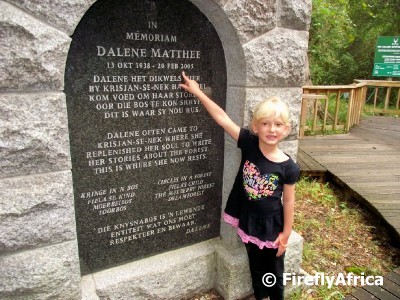 IN
MEMORIAM
DALENE MATTHEE
13 OKT 1938 - 20 FEB 2005
DALENE HET DIKWELS HIER
BY KRISJAN-SE-NEK
KOM VOED OM HAAR STORIES
OOR DIE BOS TE KON SKRYF.
DIT IS WAAR SY NOU RUS.
DALENE OFTEN CAME TO
KRISJAN-SE-NEK WHERE SHE
REPLENISHED HER SOUL TO WRITE
HER STORIES ABOUT THE FOREST.
THIS IS WHERE SHE NOW RESTS.
KRINGE IN 'N BOS
FIELA SE KIND
MOERBEIBOS
TOORBOS
CIRCLES IN A FOREST
FIELA'S CHILD
THE MULBERRY FOREST
DREAMFOREST
DIE KNYSNABOS IS 'N LEWENDE
ENTITEIT WAT ONS MOET
RESPEKTEER EN BEWAAR.
DALENE
© FireflyAfrica